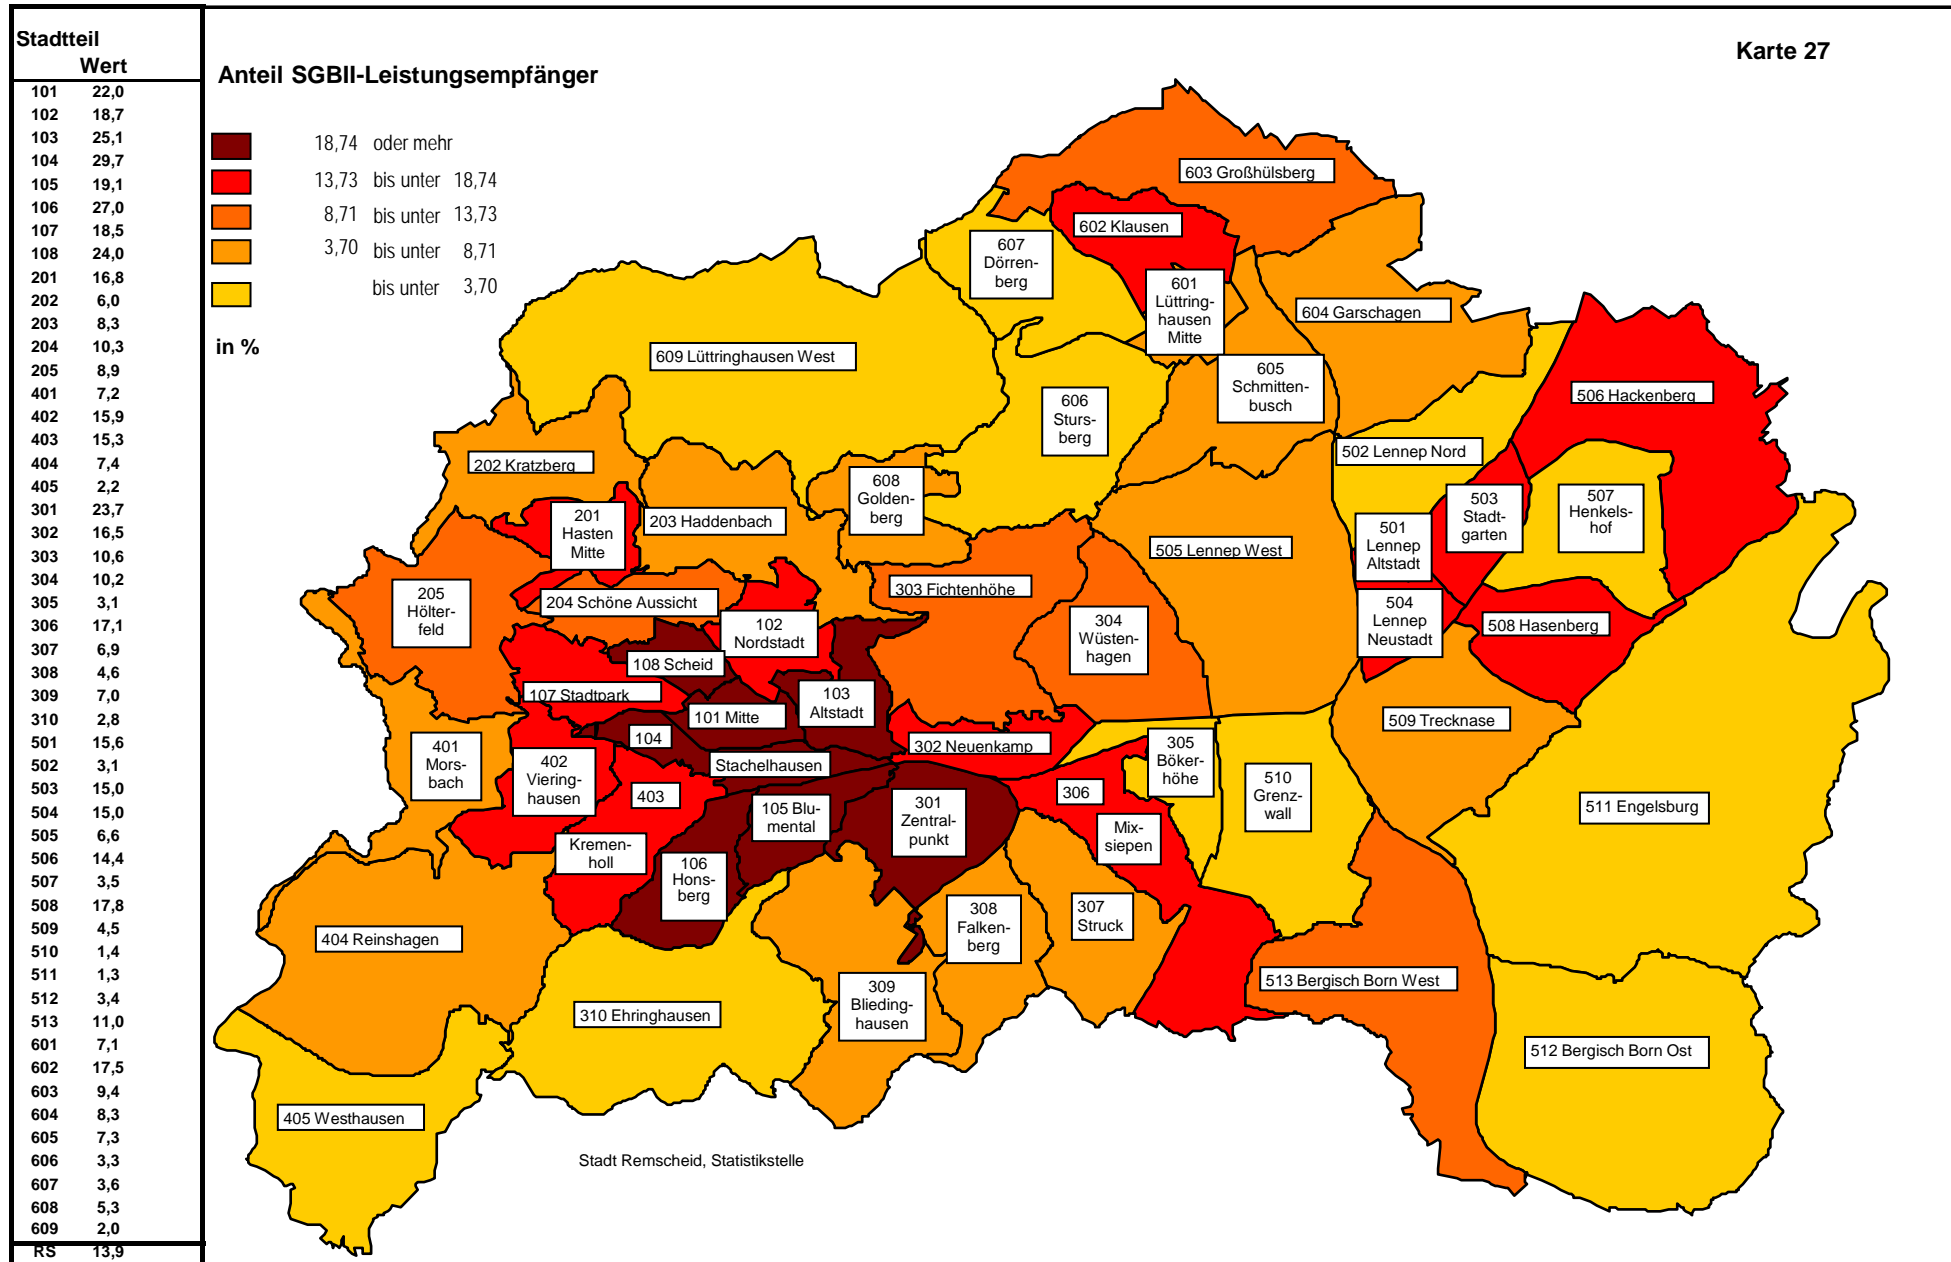 Stadtteil
Wert
101 22,0
102 18,7
103 25,1
104 29,7
105 19,1
106 27,0
107 18,5
108 24,0
201 16,8
202 6,0
203 8,3
204 10,3
205 8,9
401 7,2
402 15,9
403 15,3
404 7,4
405 2,2
301 23,7
302 16,5
303 10,6
304 10,2
305 3,1
306 17,1
307 6,9
308 4,6
309 7,0
310 2,8
501 15,6
502 3,1
503 15,0
504 15,0
505 6,6
506 14,4
507 3,5
508 17,8
509 4,5
510 1,4
511 1,3
512 3,4
513 11,0
601 7,1
602 17,5
603 9,4
604 8,3
605 7,3
606 3,3
607 3,6
608 5,3
609 2,0
RS 13,9
Karte 27
Anteil SGBII-Leistungsempfänger
18,74 oder mehr
13,73 bis unter 18,74
8,71 bis unter 13,73
3,70 bis unter 8,71
bis unter 3,70
in %
603 Großhülsberg
602 Klausen
607
Dörren-
berg
601
Lüttring-
hausen
Mitte
604 Garschagen
609 Lüttringhausen West
605
Schmitten-
busch
606
Sturs-
berg
506 Hackenberg
502 Lennep Nord
202 Kratzberg
608
Golden-
berg
503
Stadt-
garten
507
Henkels-
hof
201
Hasten
Mitte
203 Haddenbach
501
Lennep
Altstadt
505 Lennep West
205
Hölter-
feld
303 Fichtenhöhe
204 Schöne Aussicht
504
Lennep
Neustadt
102
Nordstadt
304
Wüsten-
hagen
508 Hasenberg
108 Scheid
107 Stadtpark
103
Altstadt
101 Mitte
509 Trecknase
104
Stachelhausen
302 Neuenkamp
305
Böker-
höhe
401
Mors-
bach
402
Viering-
hausen
403
Kremen-
holl
306
Mix-
siepen
510
Grenz-
wall
105 Blu-
mental
301
Zentral-
punkt
511 Engelsburg
106
Hons-
berg
308
Falken-
berg
307
Struck
404 Reinshagen
513 Bergisch Born West
309
Blieding-
hausen
310 Ehringhausen
512 Bergisch Born Ost
405 Westhausen
Stadt Remscheid, Statistikstelle